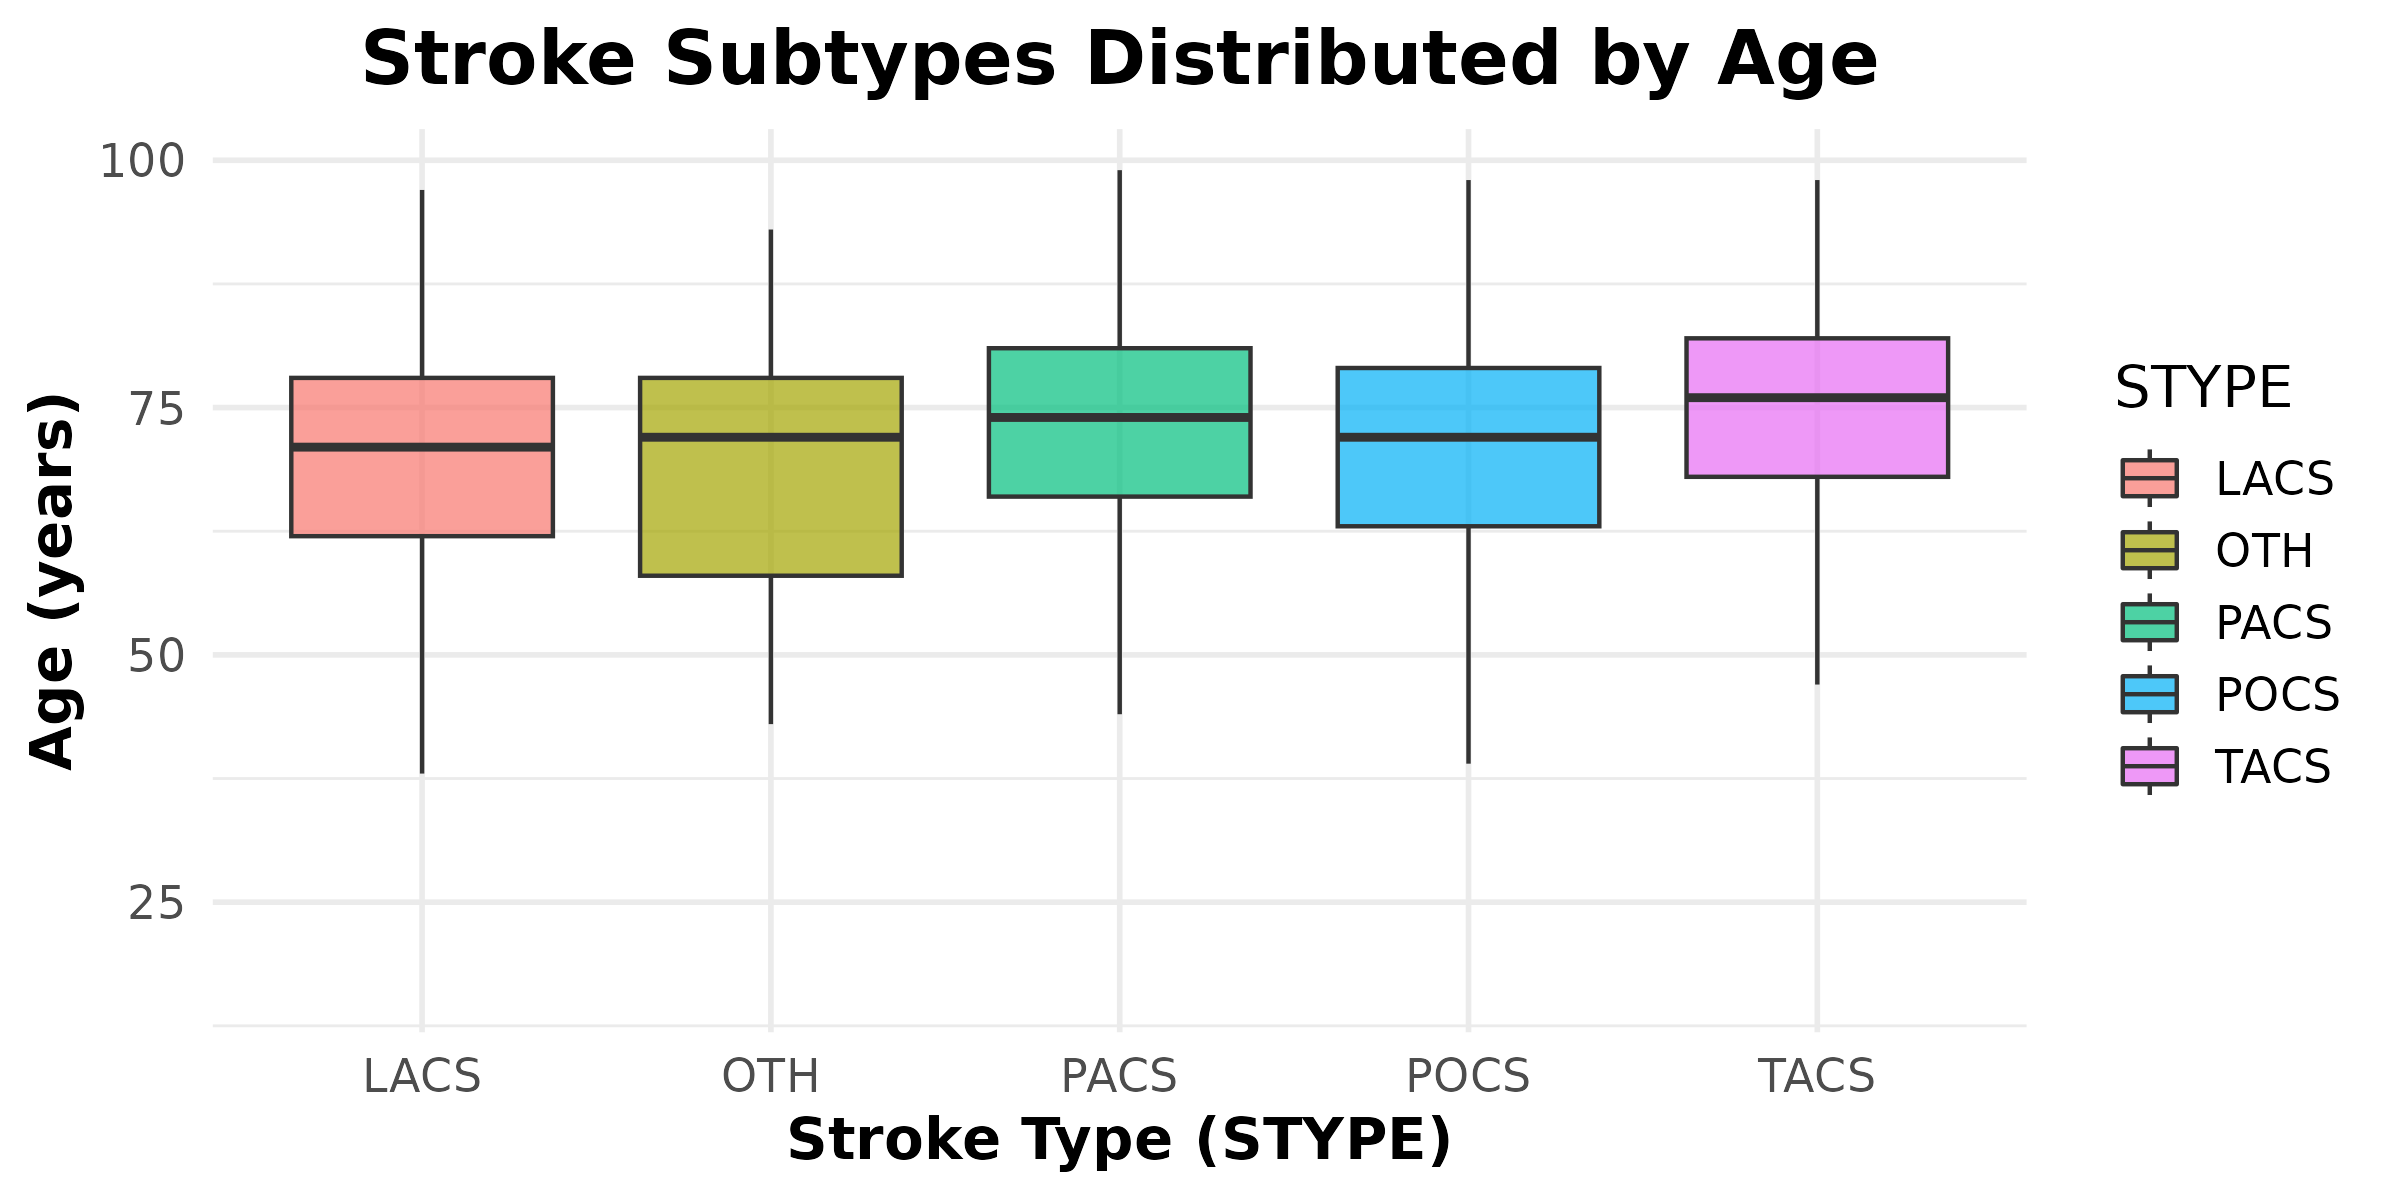 Stroke Subtypes Distributed by Age
Age (years)
100
75
50
25
LACS OTH PACS POCS TACS
Stroke Type (STYPE)
STYPE
LACS
OTH
PACS
POCS
TACS